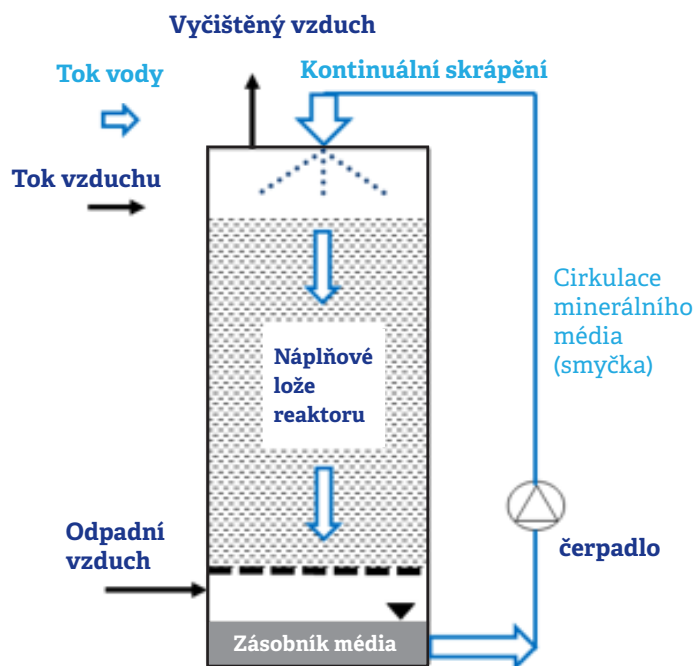 Vyčištěný vzduch
Tok vody
Kontinuální skrápění
Tok vzduchu
Cirkulace
minerálního
média
(smyčka)
Náplňové
lože
reaktoru
Odpadní
vzduch
čerpadlo
Zásobník média